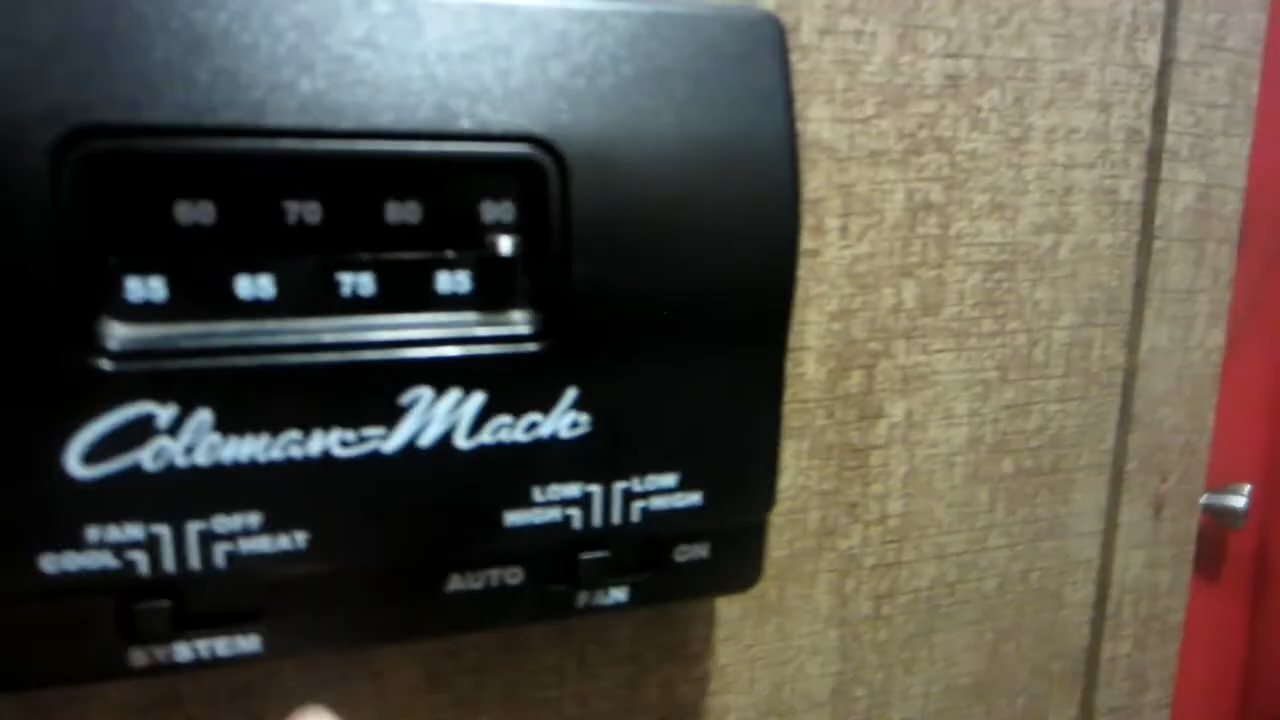 60 70 80 90
55 65 75 85
Coleman-Mach
LOW LOW
HIGH HIGH
FAN OFF
COOL HEAT
AUTO ON
FAN
SYSTEM